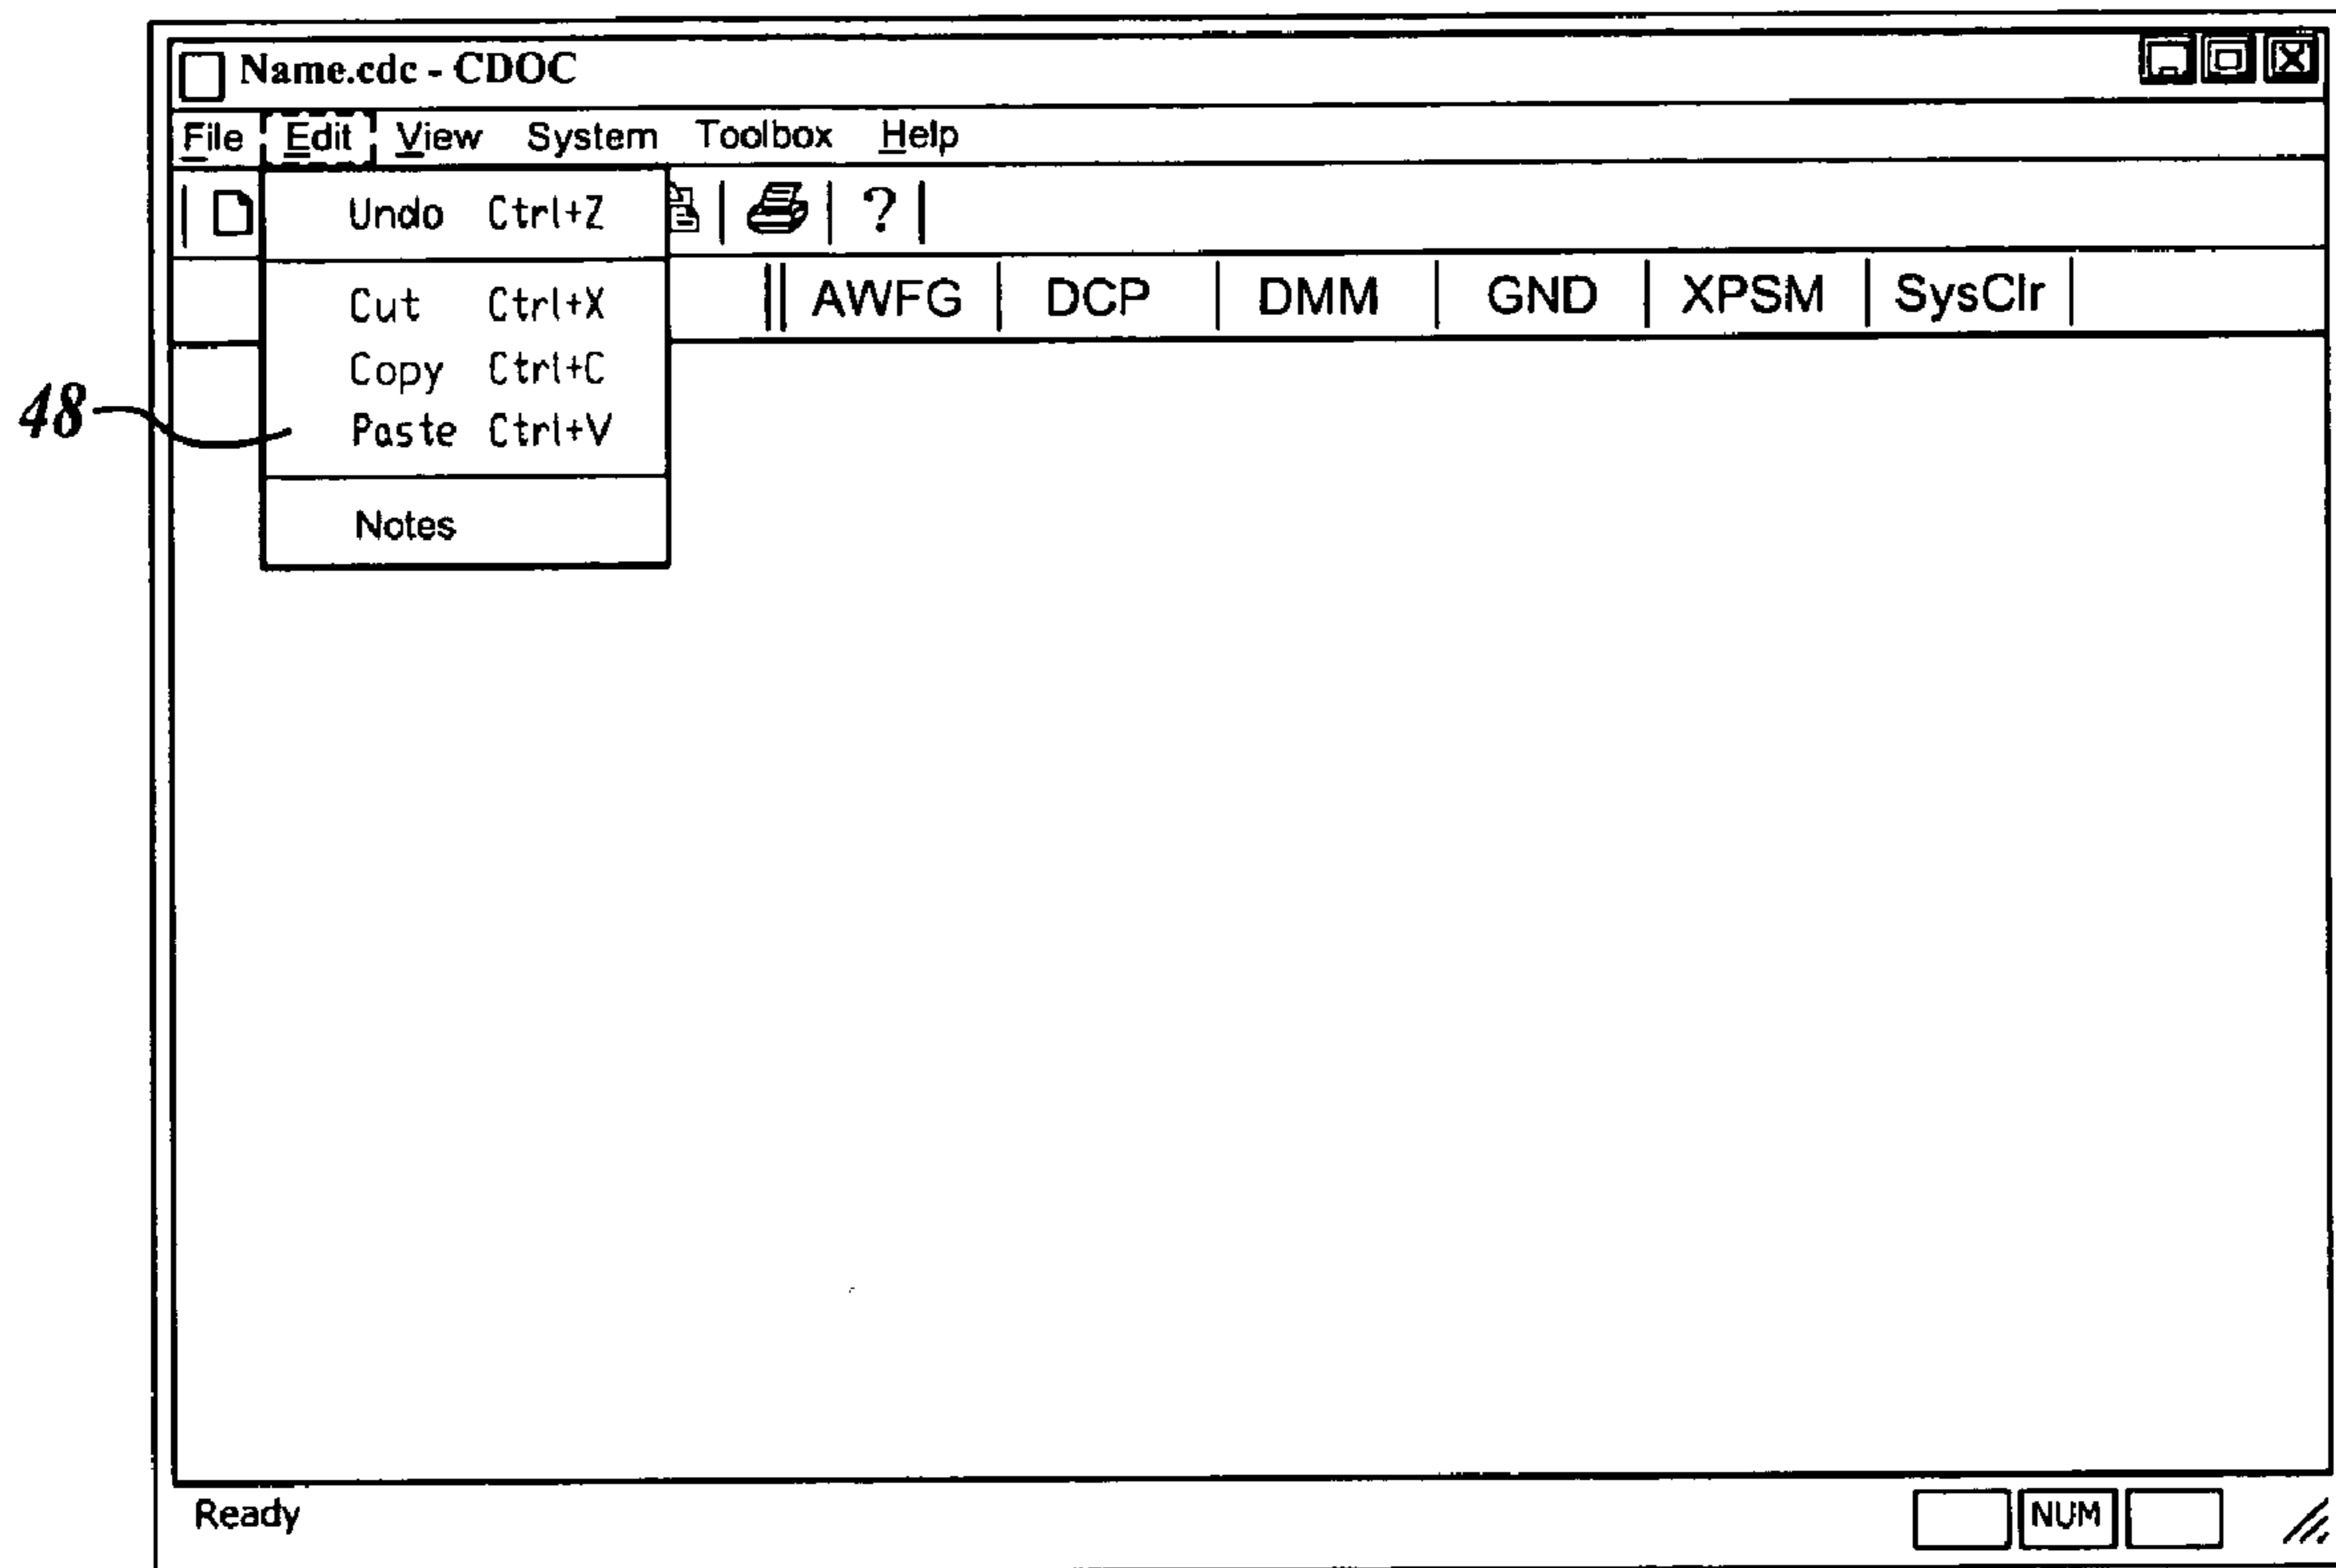 Name.cdc - CDOC
File Edit View System Toolbox Help
Undo Ctrl+Z
?
AWFG DCP DMM GND XPSM SysClr
Cut Ctrl+X
Copy Ctrl+C
48
Paste Ctrl+V
Notes
Ready
NUM